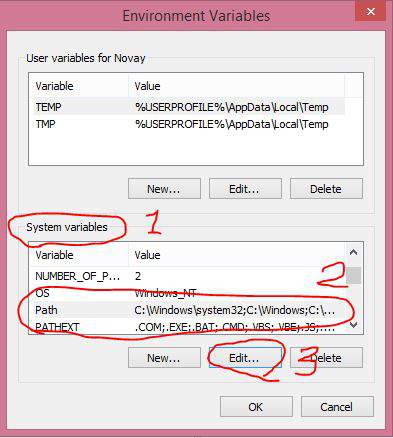 Environment Variables
User variables for Novay
Variable Value
TEMP %USERPROFILE%\AppData\Local\Temp
TMP %USERPROFILE%\AppData\Local\Temp
New... Edit... Delete
System variables 1
Variable Value
2
NUMBER_OF_P... 2
OS Windows_NT
Path C:\Windows\system32;C:\Windows;C:\...
PATHEXT .COM;.EXE;.BAT;.CMD;.VBS;.VBE;.JS;....
New... Edit... 3 Delete
OK Cancel